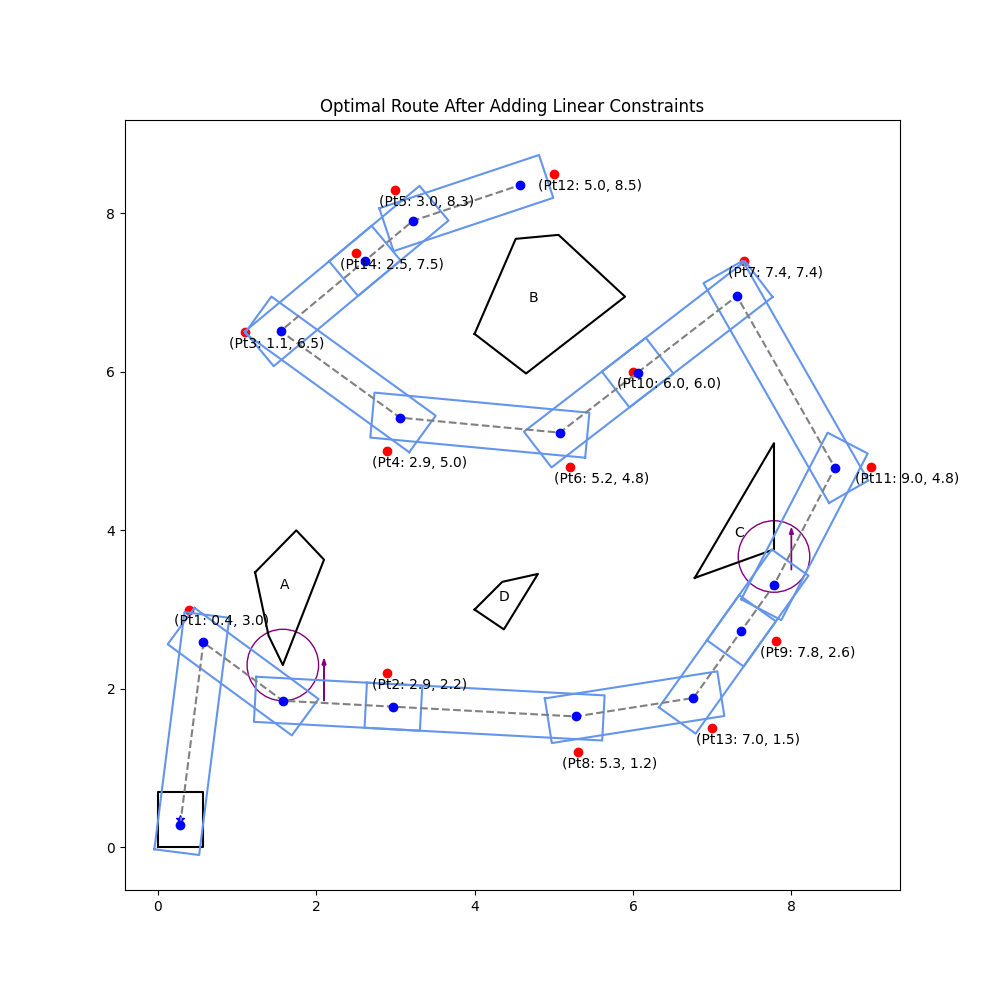 Optimal Route After Adding Linear Constraints
8
6
4
2
0
0
2
4
6
8
(Pt12: 5.0, 8.5)
(Pt5: 3.0, 8.3)
(Pt14: 2.5, 7.5)
(Pt7: 7.4, 7.4)
B
(Pt3: 1.1, 6.5)
(Pt10: 6.0, 6.0)
(Pt4: 2.9, 5.0)
(Pt6: 5.2, 4.8)
(Pt11: 9.0, 4.8)
C
A
D
(Pt1: 0.4, 3.0)
(Pt9: 7.8, 2.6)
(Pt2: 2.9, 2.2)
(Pt13: 7.0, 1.5)
(Pt8: 5.3, 1.2)